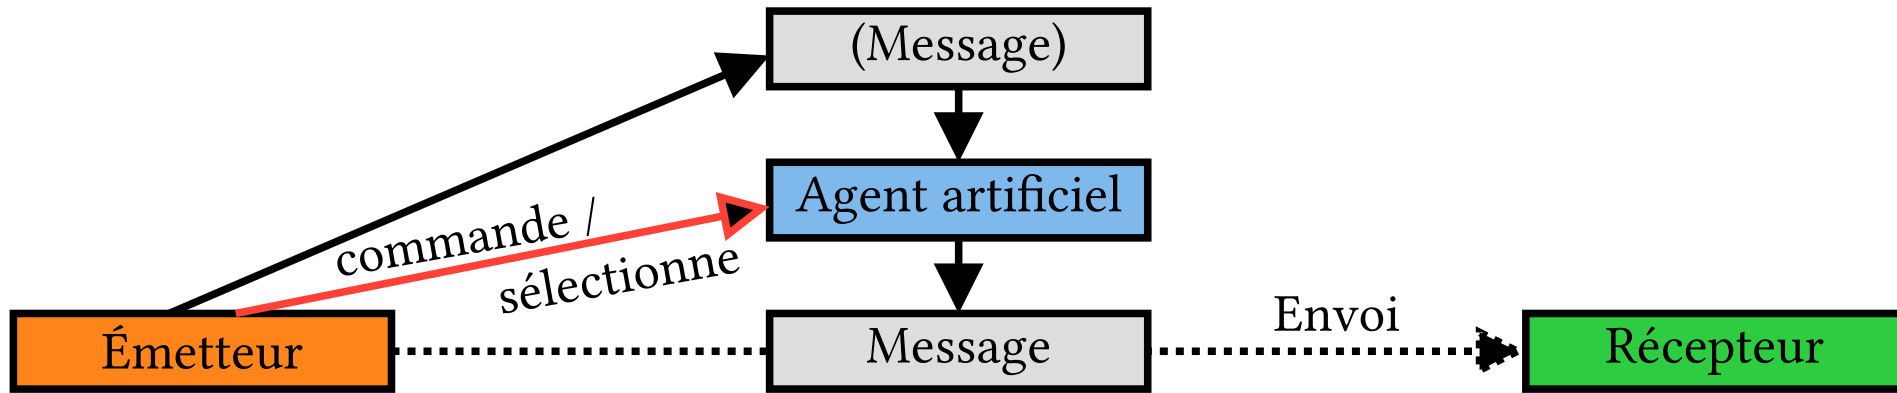 (Message)
Agent artificiel
commande /
sélectionne
Émetteur
Message
Envoi
Récepteur